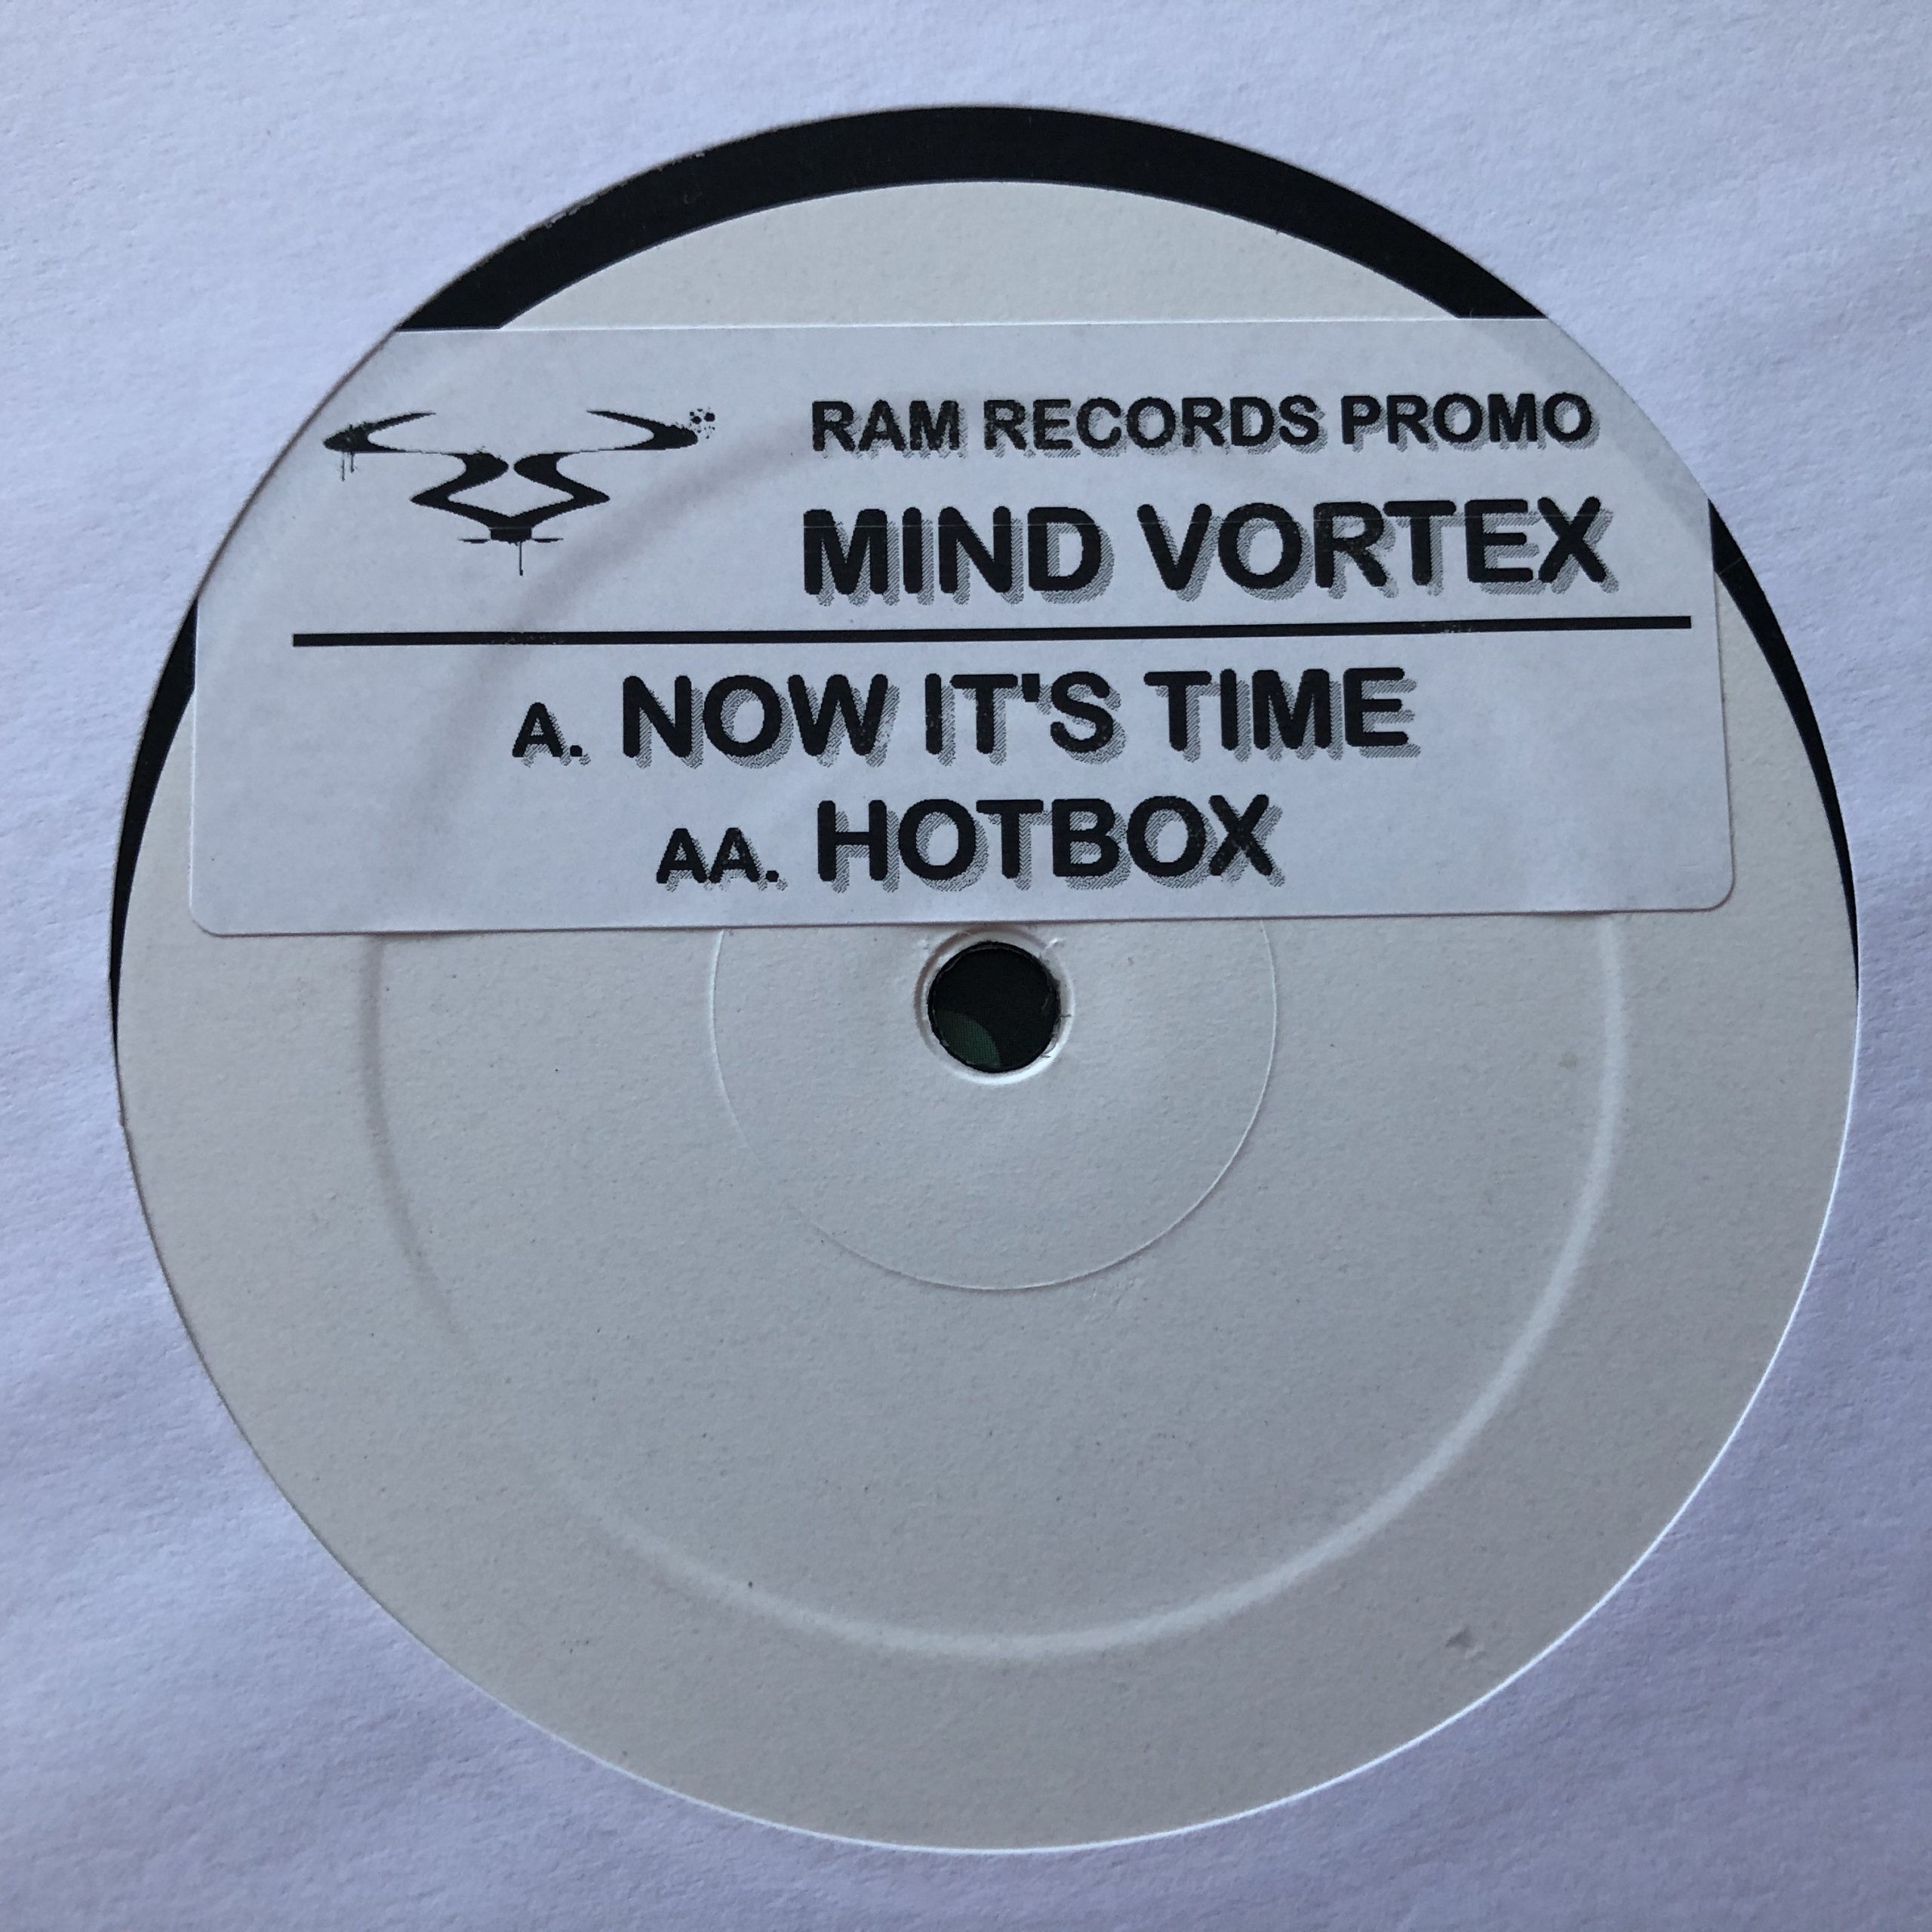 RAM RECORDS PROMO
MIND VORTEX
A. NOW IT'S TIME
AA. HOTBOX